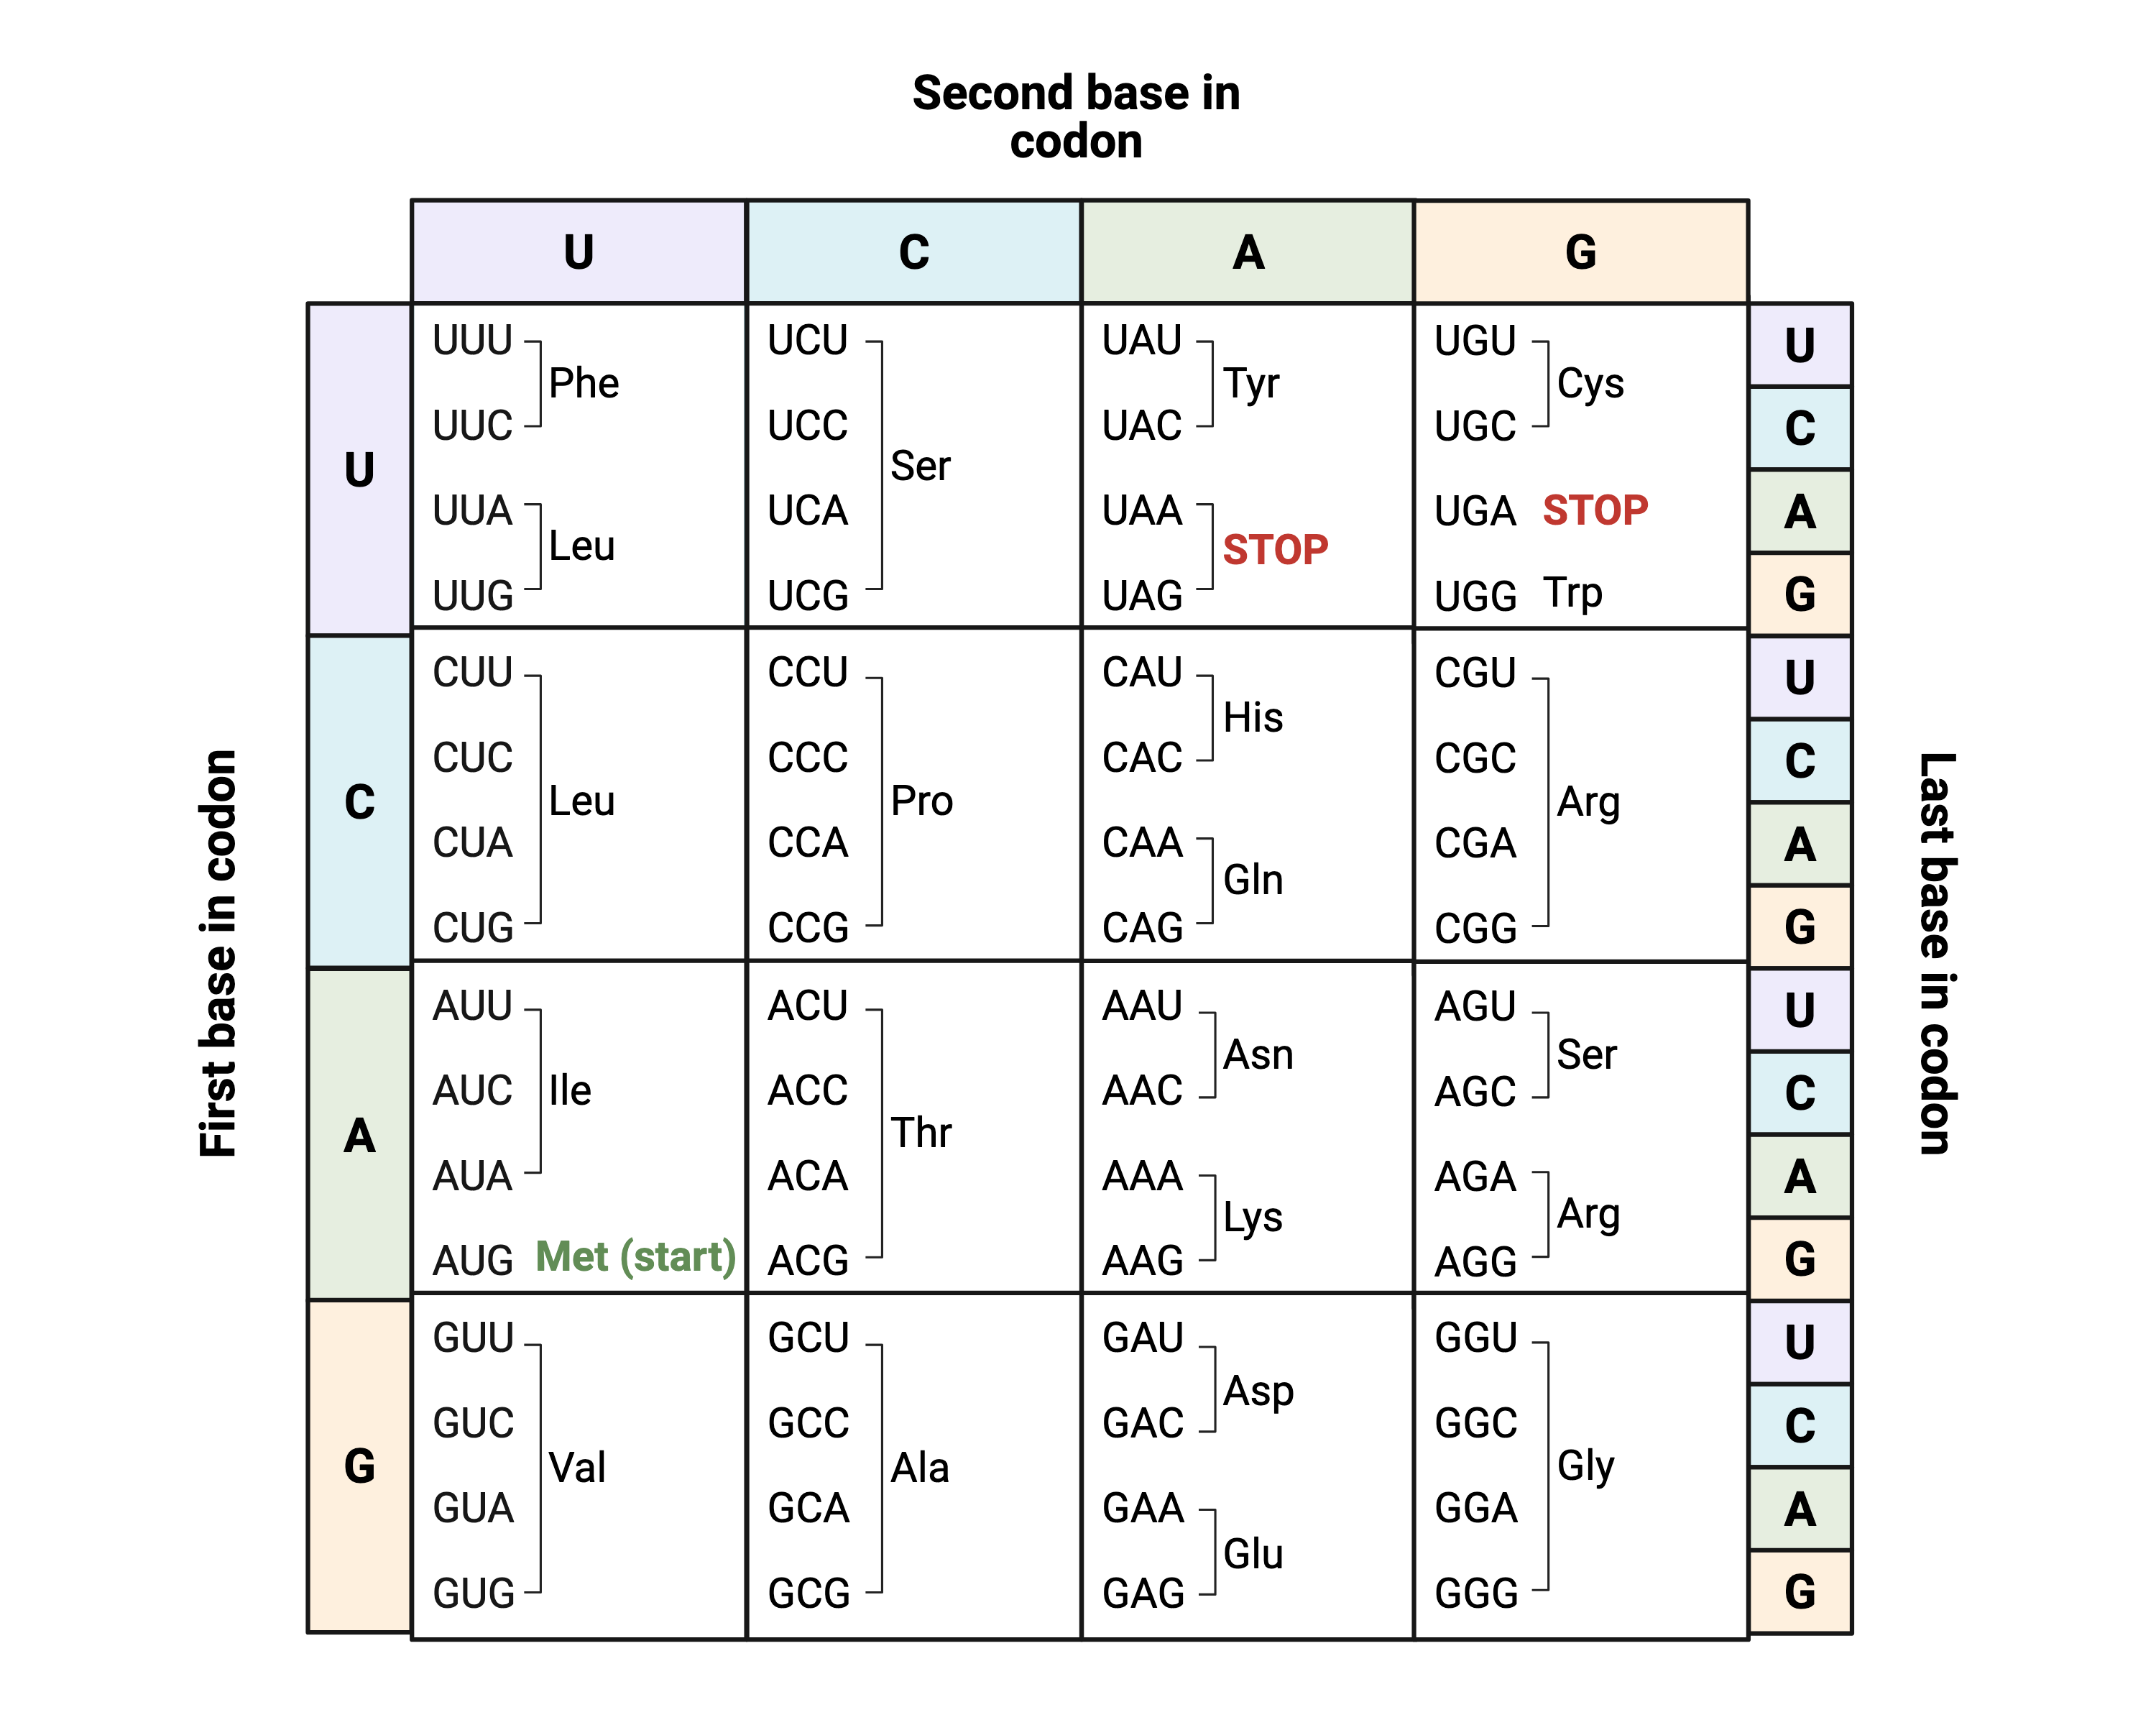 Second base in
codon
U C A G
First base in codon
U
UUU
UUC
Phe
UUA
UUG
Leu
UCU
UCC
UCA
UCG
Ser
UAU
UAC
Tyr
UAA
UAG
STOP
UGU
UGC
Cys
UGA STOP
UGG Trp
U
C
A
G
C
CUU
CUC
CUA
CUG
Leu
CCU
CCC
CCA
CCG
Pro
CAU
CAC
His
CAA
CAG
Gln
CGU
CGC
CGA
CGG
Arg
U
C
A
G
A
AUU
AUC
AUA
Ile
AUG Met (start)
ACU
ACC
ACA
ACG
Thr
AAU
AAC
Asn
AAA
AAG
Lys
AGU
AGC
Ser
AGA
AGG
Arg
U
C
A
G
G
GUU
GUC
GUA
GUG
Val
GCU
GCC
GCA
GCG
Ala
GAU
GAC
Asp
GAA
GAG
Glu
GGU
GGC
GGA
GGG
Gly
U
C
A
G
Last base in codon